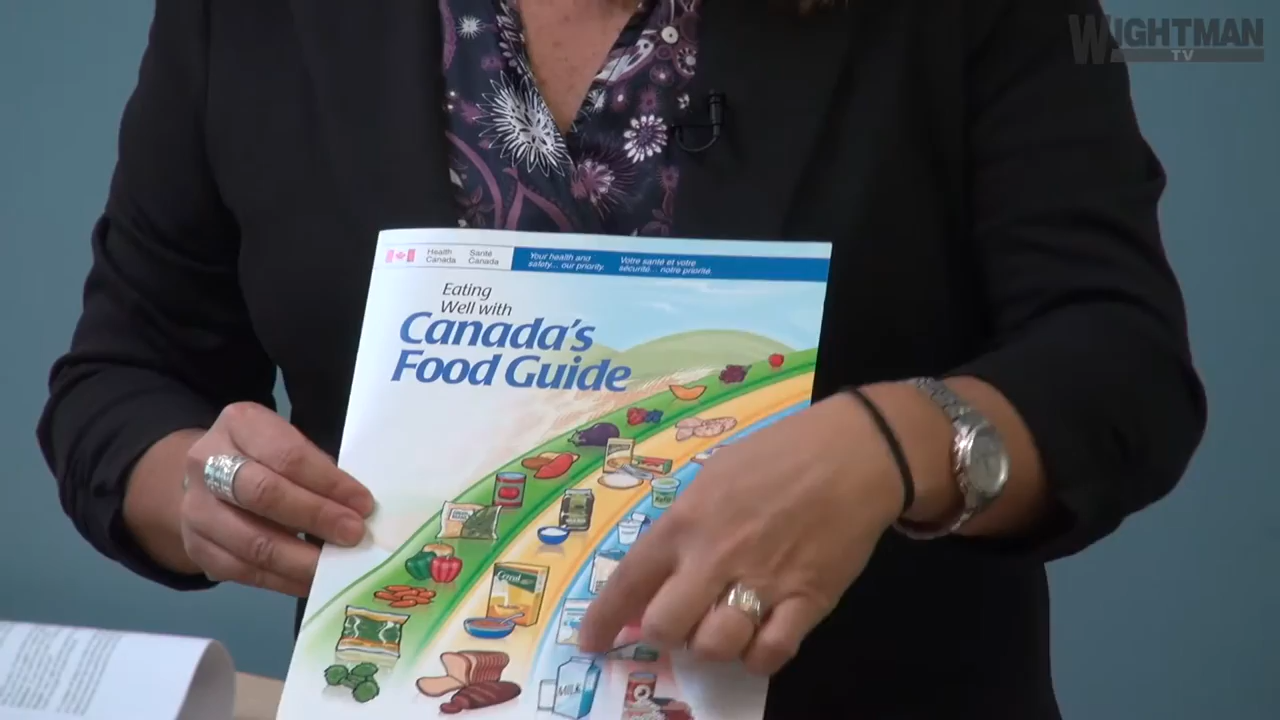 WIGHTMAN
TV
Health Canada
Santé Canada
Your health and
safety... our priority.
Votre santé et votre
sécurité... notre priorité.
Eating
Well with
Canada's
Food Guide
Cereal
MILK